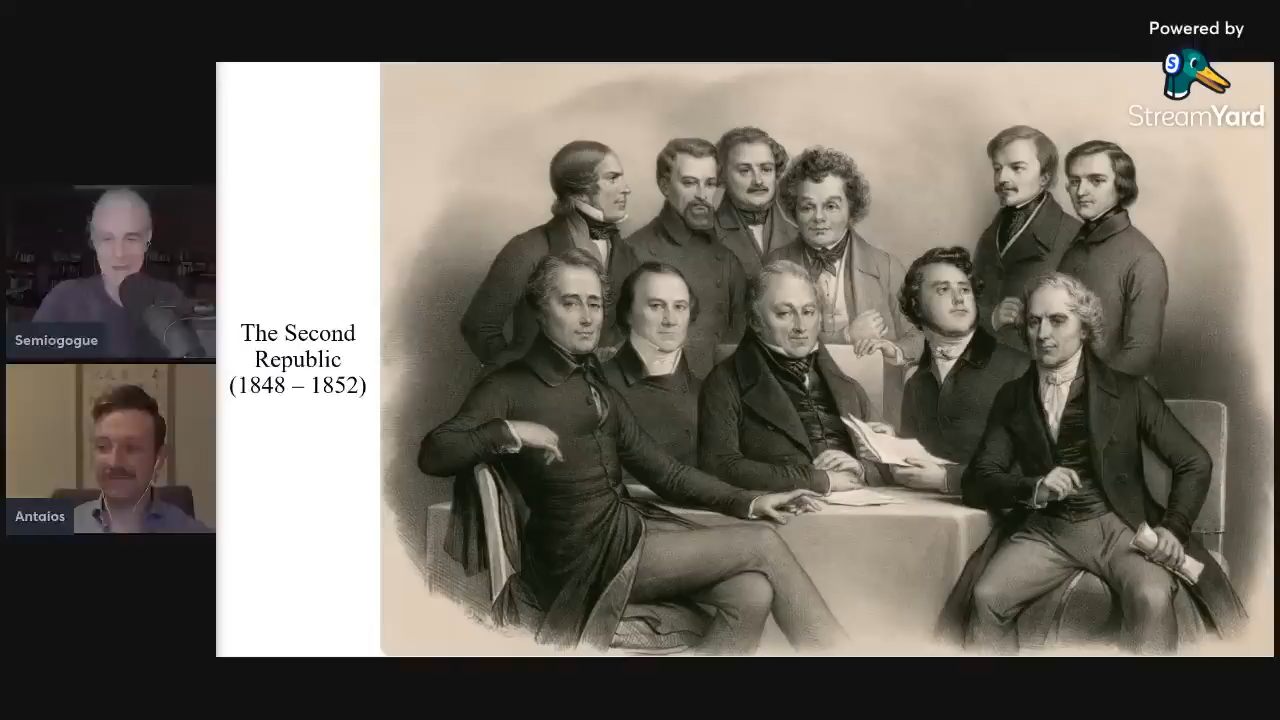 Powered by
S
StreamYard
Semiogogue
Antaios
The Second
Republic
(1848 – 1852)